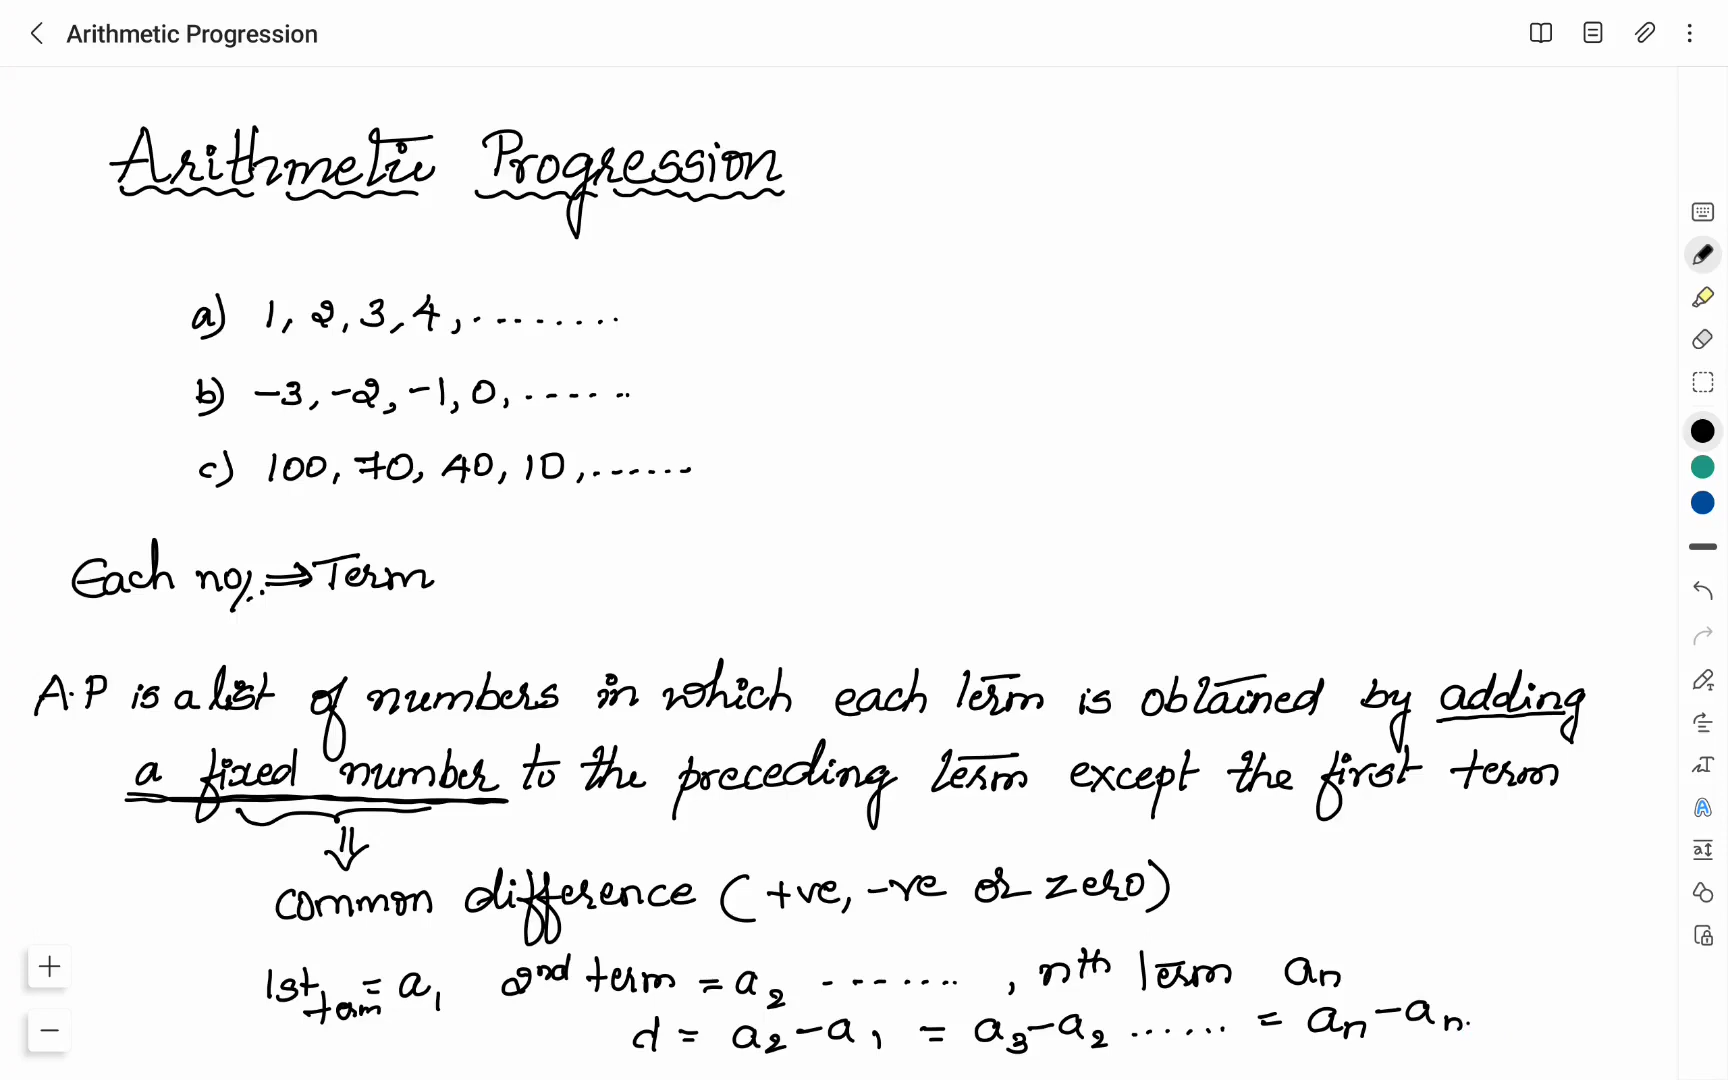 Arithmetic Progression
Arithmetic Progression
a) 1, 2, 3, 4, ........
b) -3, -2, -1, 0, ......
c) 100, 70, 40, 10, ......
Each no⁒. ⇒ Term
A.P is a list of numbers in which each term is obtained by adding
a fixed number to the preceding term except the first term
⇓
common difference (+ve, -ve or zero)
1st term = a₁ 2nd term = a₂ ......., nth term aₙ
d = a₂ - a₁ = a₃ - a₂ ...... = aₙ - aₙ.